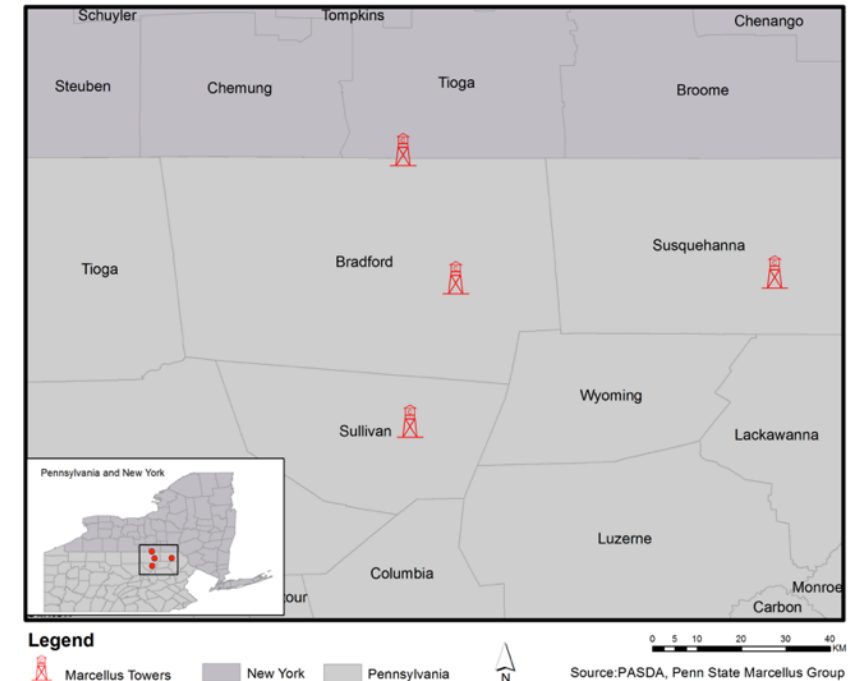 Schuyler
Tompkins
Chenango
Steuben
Chemung
Tioga
Broome
Tioga
Bradford
Susquehanna
Wyoming
Sullivan
Lackawanna
Pennsylvania and New York
Luzerne
Columbia
Monroe
our
Carbon
Legend
0 5 10 20 30 40
KM
Marcellus Towers
New York
Pennsylvania
N
Source:PASDA, Penn State Marcellus Group